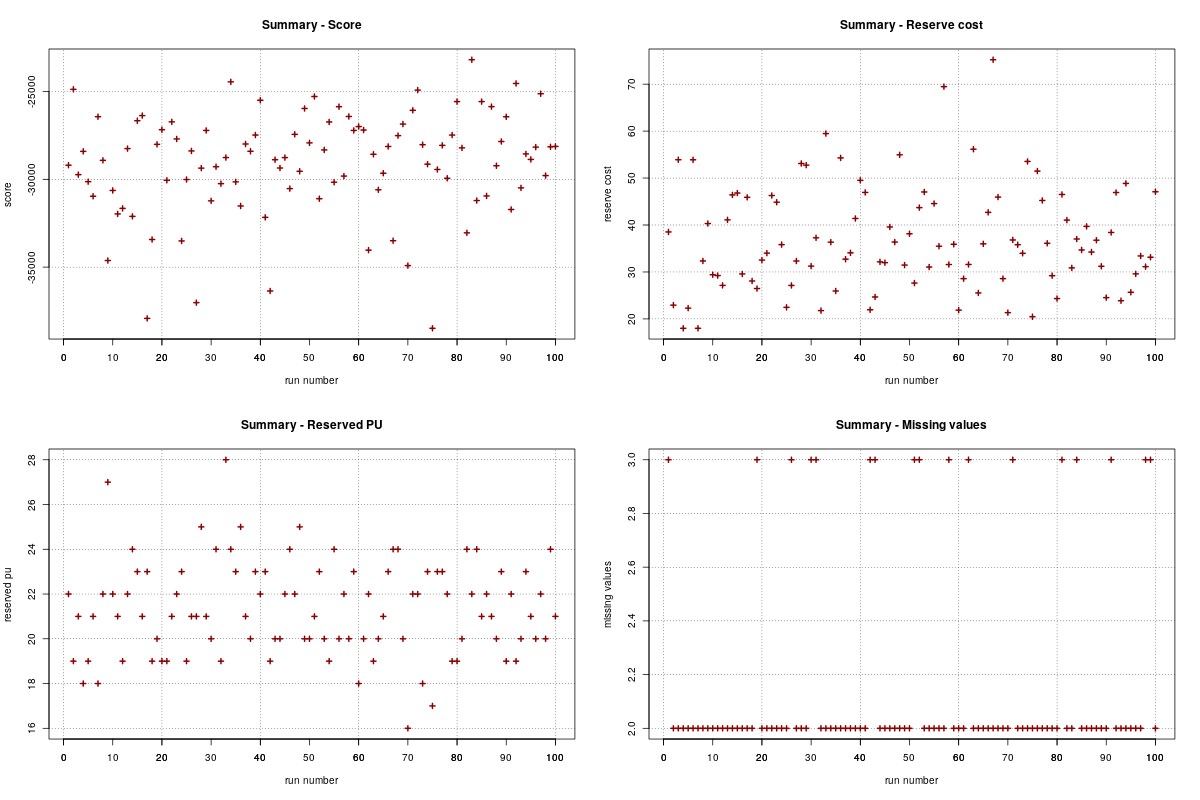 Summary - Score
score
-25000
-30000
-35000
0 10 20 30 40 50 60 70 80 90 100
run number
Summary - Reserve cost
reserve cost
70
60
50
40
30
20
0 10 20 30 40 50 60 70 80 90 100
run number
Summary - Reserved PU
reserved pu
28
26
24
22
20
18
16
0 10 20 30 40 50 60 70 80 90 100
run number
Summary - Missing values
missing values
3.0
2.8
2.6
2.4
2.2
2.0
0 10 20 30 40 50 60 70 80 90 100
run number